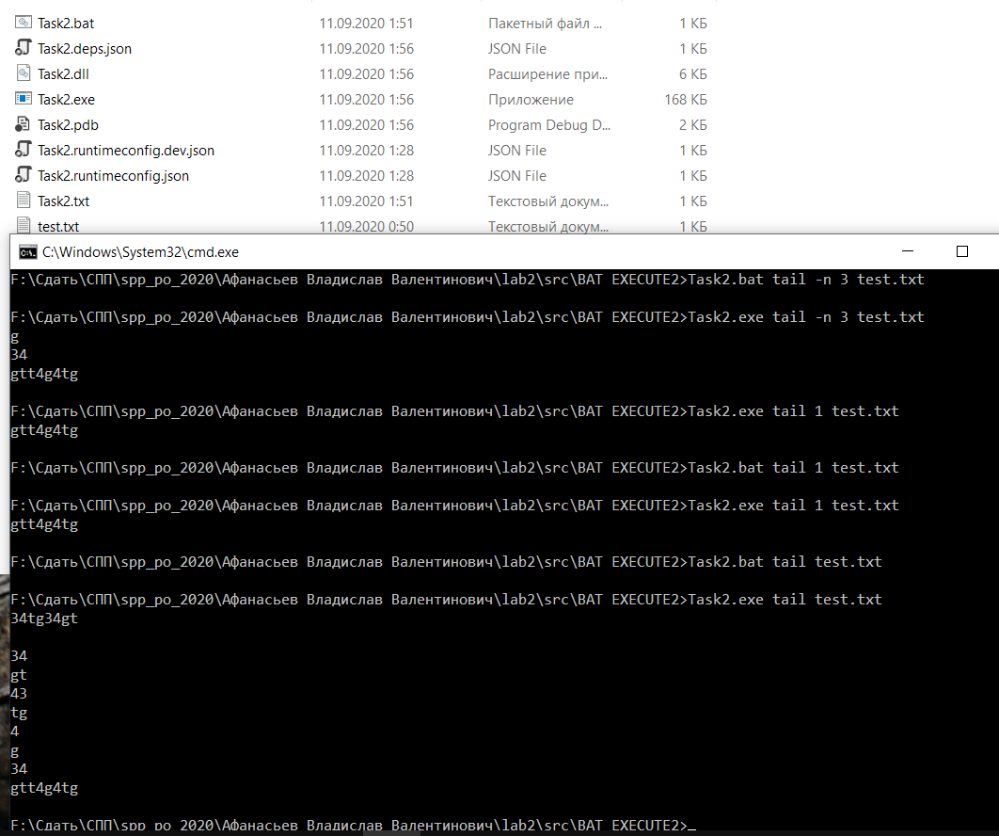 Task2.bat 11.09.2020 1:51 Пакетный файл ... 1 КБ
Task2.deps.json 11.09.2020 1:56 JSON File 1 КБ
Task2.dll 11.09.2020 1:56 Расширение при... 6 КБ
Task2.exe 11.09.2020 1:56 Приложение 168 КБ
Task2.pdb 11.09.2020 1:56 Program Debug D... 2 КБ
Task2.runtimeconfig.dev.json 11.09.2020 1:28 JSON File 1 КБ
Task2.runtimeconfig.json 11.09.2020 1:28 JSON File 1 КБ
Task2.txt 11.09.2020 1:51 Текстовый докум... 1 КБ
test.txt 11.09.2020 0:50 Текстовый докум... 1 КБ
C:\Windows\System32\cmd.exe
F:\Сдать\СПП\spp_po_2020\Афанасьев Владислав Валентинович\lab2\src\BAT EXECUTE2>Task2.bat tail -n 3 test.txt
F:\Сдать\СПП\spp_po_2020\Афанасьев Владислав Валентинович\lab2\src\BAT EXECUTE2>Task2.exe tail -n 3 test.txt
g
34
gtt4g4tg
F:\Сдать\СПП\spp_po_2020\Афанасьев Владислав Валентинович\lab2\src\BAT EXECUTE2>Task2.exe tail 1 test.txt
gtt4g4tg
F:\Сдать\СПП\spp_po_2020\Афанасьев Владислав Валентинович\lab2\src\BAT EXECUTE2>Task2.bat tail 1 test.txt
F:\Сдать\СПП\spp_po_2020\Афанасьев Владислав Валентинович\lab2\src\BAT EXECUTE2>Task2.exe tail 1 test.txt
gtt4g4tg
F:\Сдать\СПП\spp_po_2020\Афанасьев Владислав Валентинович\lab2\src\BAT EXECUTE2>Task2.bat tail test.txt
F:\Сдать\СПП\spp_po_2020\Афанасьев Владислав Валентинович\lab2\src\BAT EXECUTE2>Task2.exe tail test.txt
34tg34gt
34
gt
43
tg
4
g
34
gtt4g4tg
F:\Сдать\СПП\spp_po_2020\Афанасьев Владислав Валентинович\lab2\src\BAT EXECUTE2>_